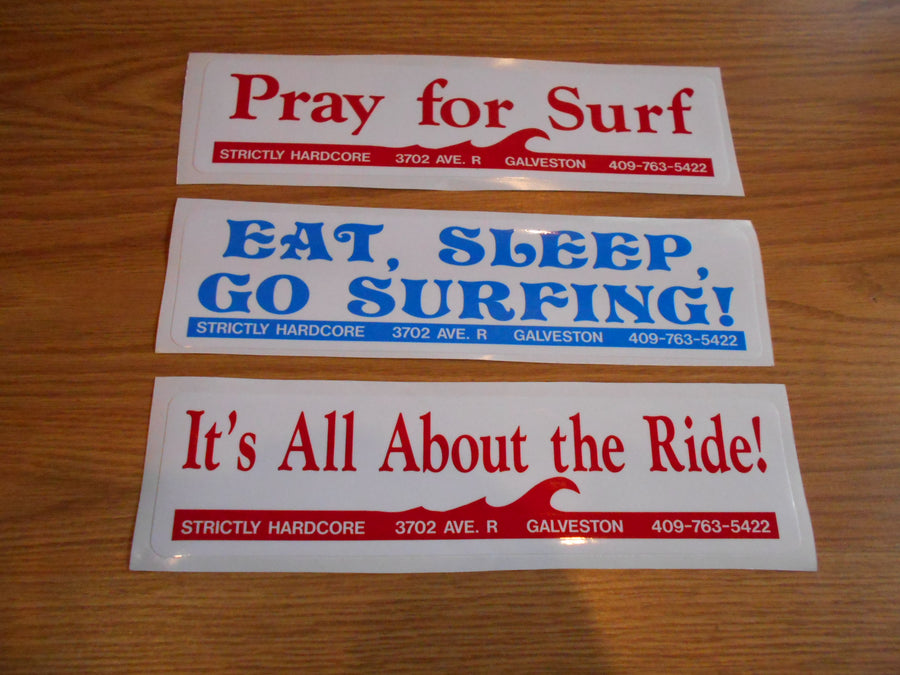 Pray for Surf
STRICTLY HARDCORE 3702 AVE. R GALVESTON 409-763-5422
EAT, SLEEP,
GO SURFING!
STRICTLY HARDCORE 3702 AVE. R GALVESTON 409-763-5422
It's All About the Ride!
STRICTLY HARDCORE 3702 AVE. R GALVESTON 409-763-5422